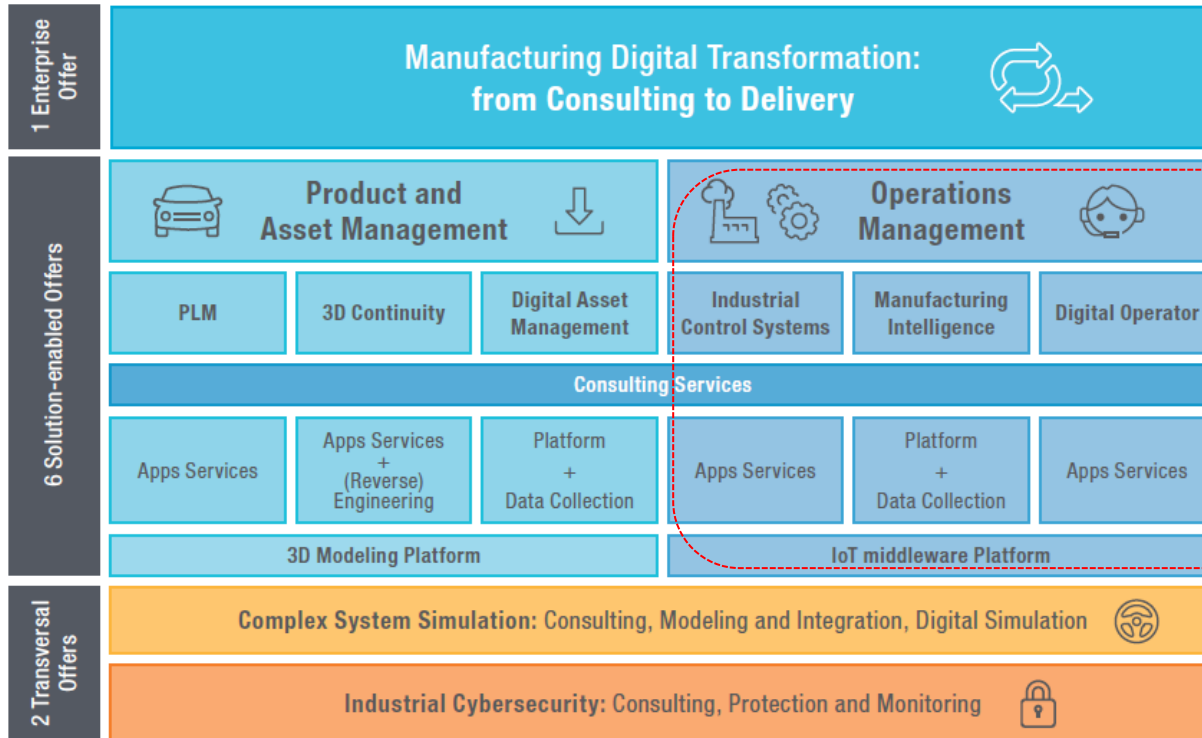 1 Enterprise
Offer
Manufacturing Digital Transformation:
from Consulting to Delivery
6 Solution-enabled Offers
Product and
Asset Management
Operations
Management
PLM
3D Continuity
Digital Asset
Management
Industrial
Control Systems
Manufacturing
Intelligence
Digital Operator
Consulting Services
Apps Services
Apps Services
+
(Reverse)
Engineering
Platform
+
Data Collection
Apps Services
Platform
+
Data Collection
Apps Services
3D Modeling Platform
IoT middleware Platform
2 Transversal
Offers
Complex System Simulation: Consulting, Modeling and Integration, Digital Simulation
Industrial Cybersecurity: Consulting, Protection and Monitoring